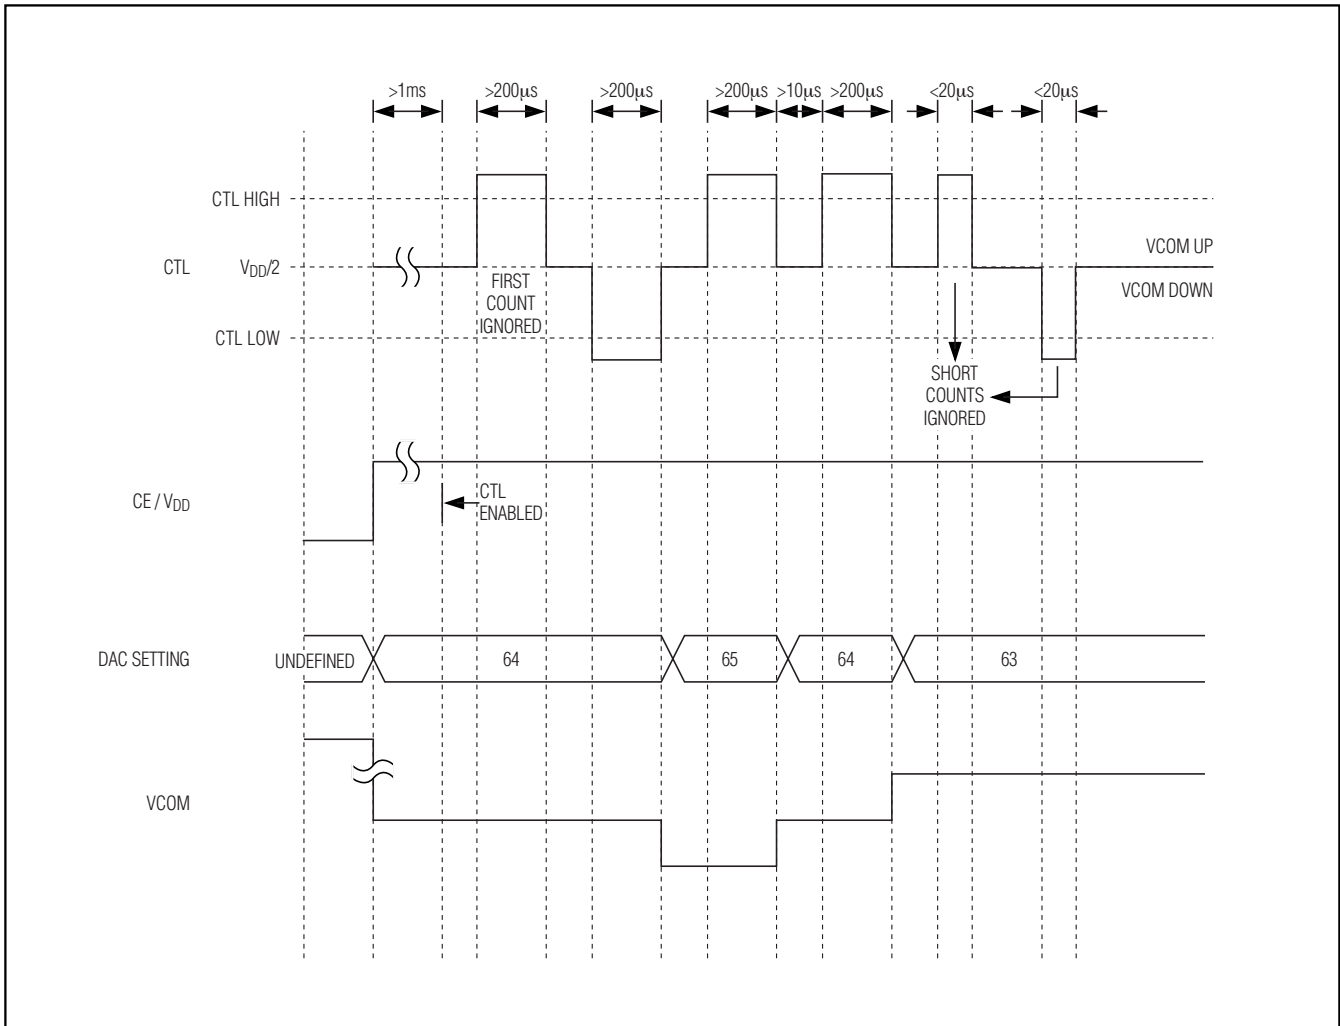 >1ms
>200μs
>200μs
>200μs
>10μs
>200μs
<20μs
<20μs
CTL HIGH
CTL
VDD/2
CTL LOW
VCOM UP
VCOM DOWN
FIRST
COUNT
IGNORED
SHORT
COUNTS
IGNORED
CE / VDD
CTL
ENABLED
DAC SETTING
UNDEFINED
64
65
64
63
VCOM